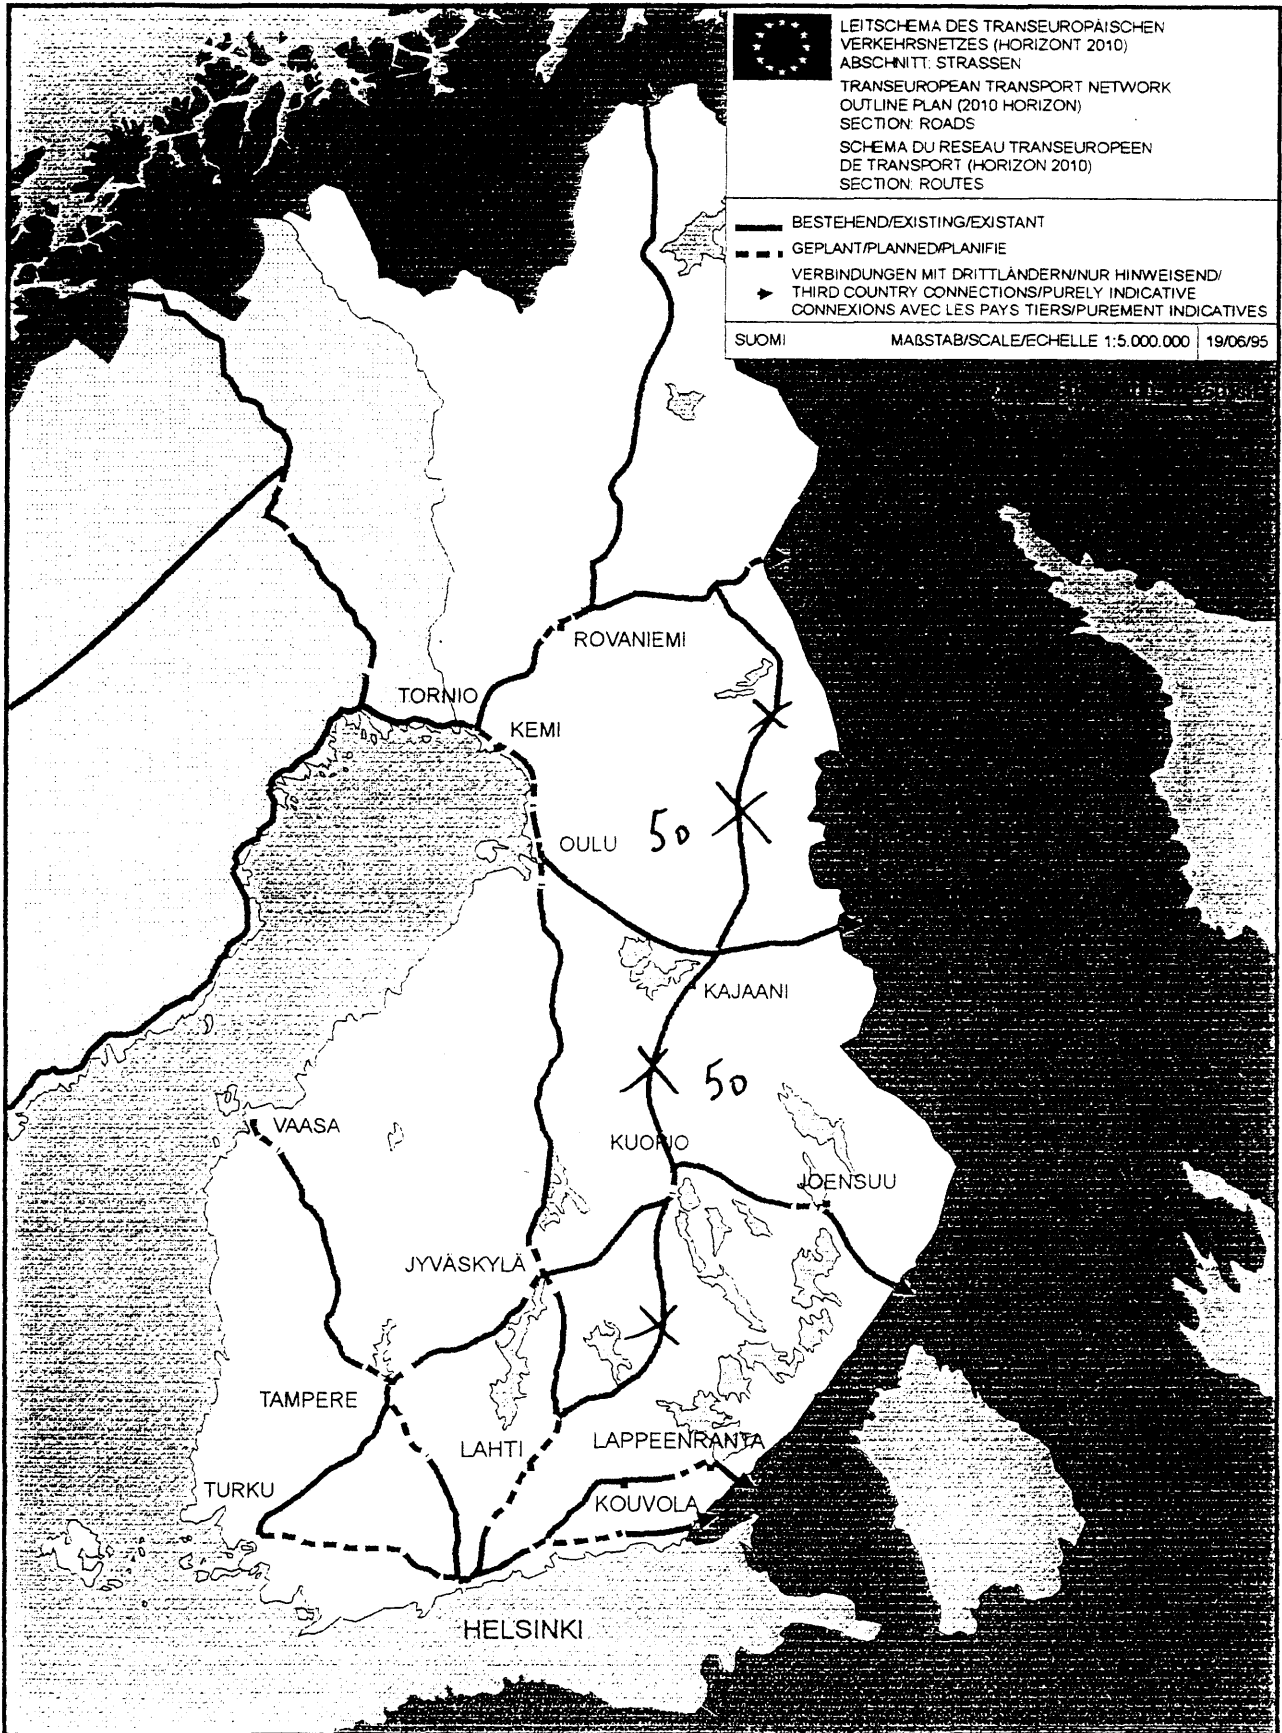 LEITSCHEMA DES TRANSEUROPÄISCHEN
VERKEHRSNETZES (HORIZONT 2010)
ABSCHNITT: STRASSEN
TRANSEUROPEAN TRANSPORT NETWORK
OUTLINE PLAN (2010 HORIZON)
SECTION: ROADS
SCHEMA DU RESEAU TRANSEUROPEEN
DE TRANSPORT (HORIZON 2010)
SECTION: ROUTES
BESTEHEND/EXISTING/EXISTANT
GEPLANT/PLANNED/PLANIFIE
VERBINDUNGEN MIT DRITTLÄNDERN/NUR HINWEISEND/
THIRD COUNTRY CONNECTIONS/PURELY INDICATIVE
CONNEXIONS AVEC LES PAYS TIERS/PUREMENT INDICATIVES
SUOMI MAßSTAB/SCALE/ECHELLE 1:5.000.000 19/06/95
ROVANIEMI
TORNIO
KEMI
OULU 50
KAJAANI
50
VAASA
KUOPIO
JOENSUU
JYVÄSKYLÄ
TAMPERE
LAHTI
LAPPEENRANTA
TURKU
KOUVOLA
HELSINKI